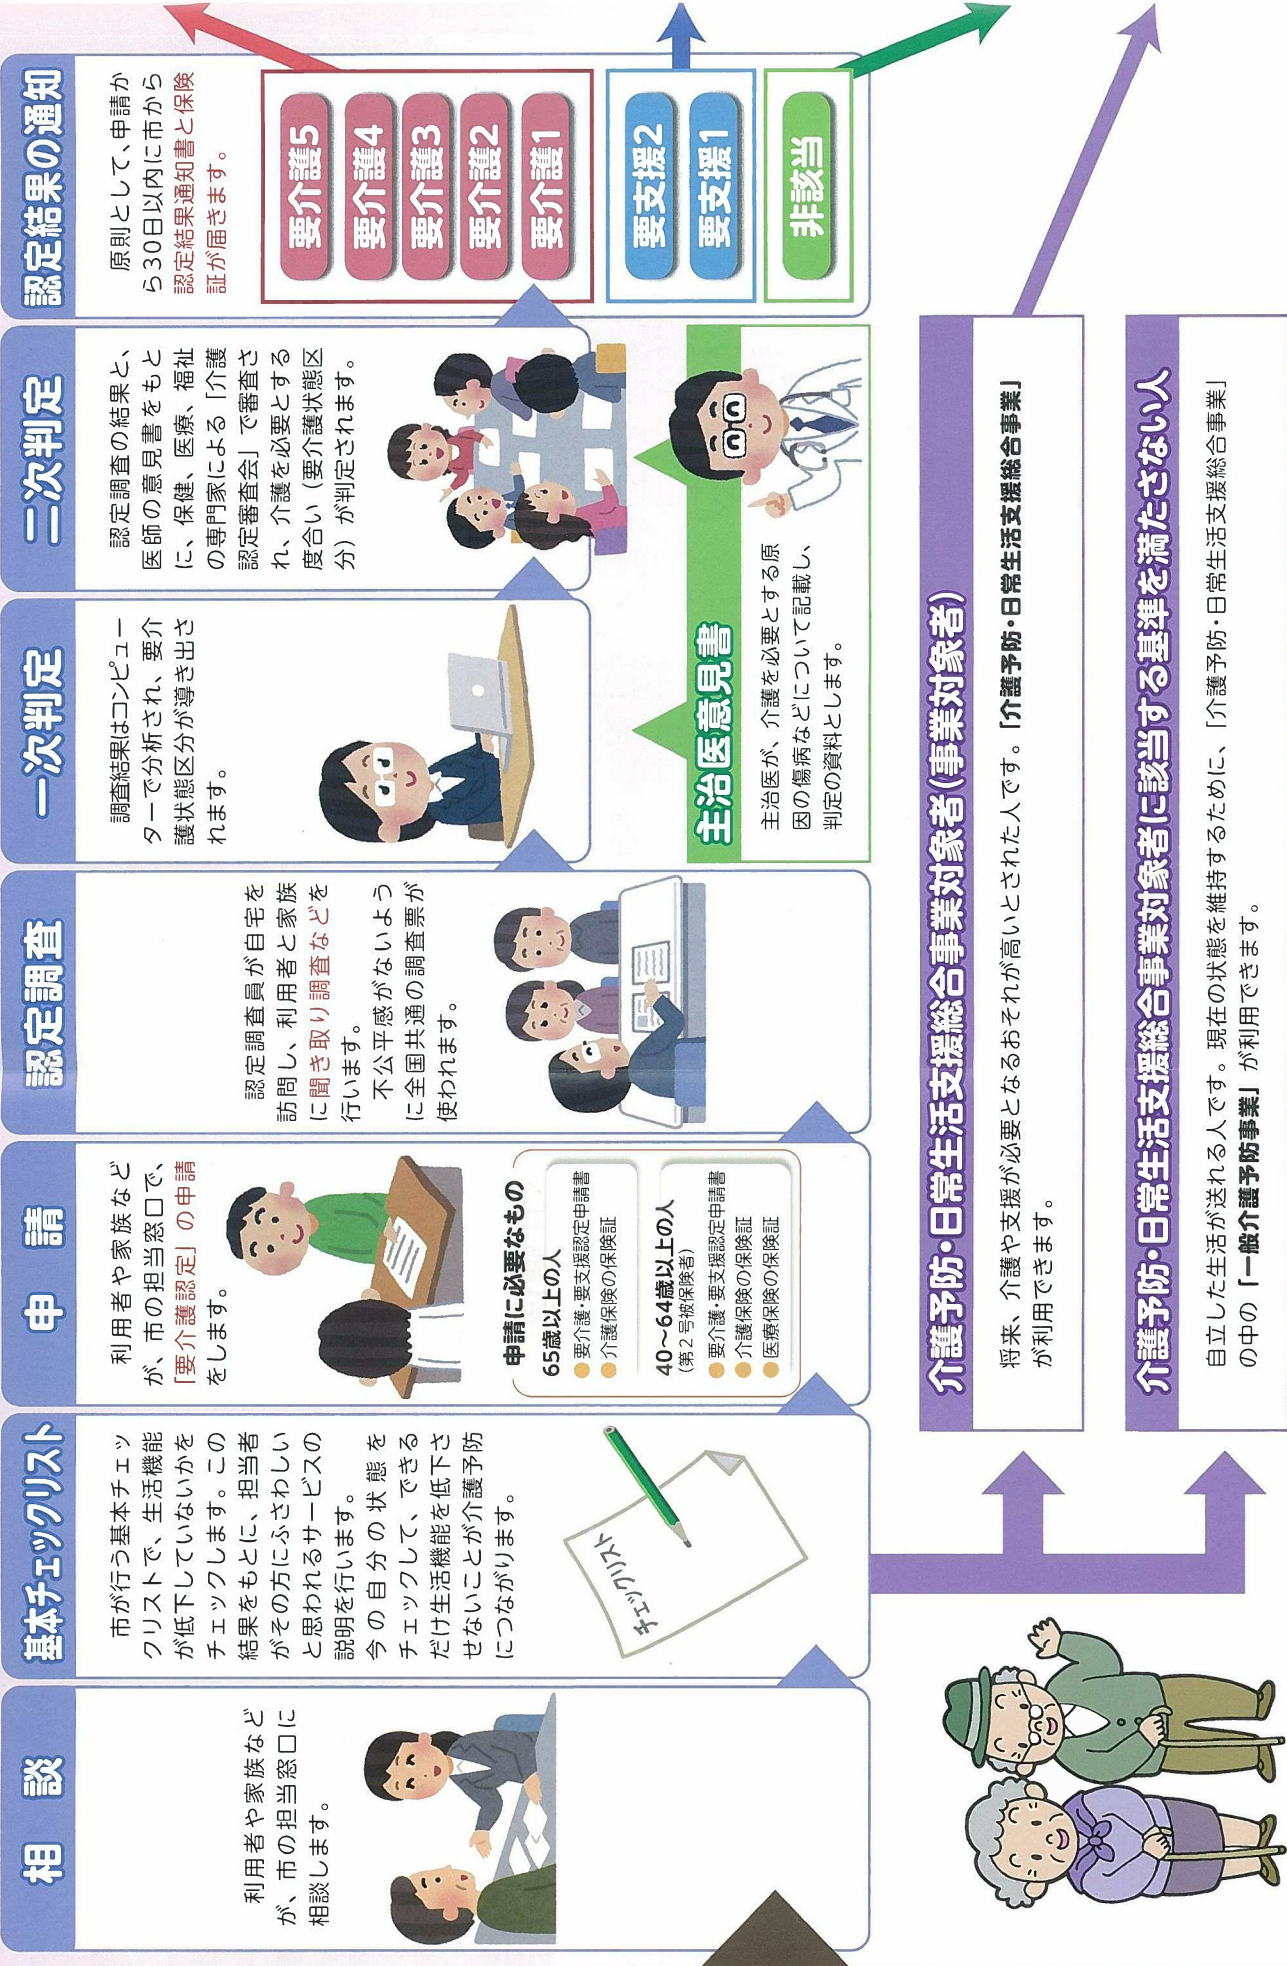 相　談
利用者や家族など
が、市の担当窓口に
相談します。
基本チェックリスト
市が行う基本チェッ
クリストで、生活機能
が低下していないかを
チェックします。この
結果をもとに、担当者
がその方にふさわしい
と思われるサービスの
説明を行います。
今の自分の状態を
チェックして、できる
だけ生活機能を低下さ
せないことが介護予防
につながります。
チェックリスト
申　請
利用者や家族など
が、市の担当窓口で、
「要介護認定」の申請
をします。
申請に必要なもの
65歳以上の人
●要介護・要支援認定申請書
●介護保険の保険証
40～64歳以上の人
（第２号被保険者）
●要介護・要支援認定申請書
●介護保険の保険証
●医療保険の保険証
認定調査
認定調査員が自宅を
訪問し、利用者と家族
に聞き取り調査などを
行います。
不公平感がないよう
に全国共通の調査票が
使われます。
一次判定
調査結果はコンピュー
ターで分析され、要介
護状態区分が導き出さ
れます。
二次判定
認定調査の結果と、
医師の意見書をもと
に、保健、医療、福祉
の専門家による「介護
認定審査会」で審査さ
れ、介護を必要とする
度合い（要介護状態区
分）が判定されます。
主治医意見書
主治医が、介護を必要とする原
因の傷病などについて記載し、
判定の資料とします。
認定結果の通知
原則として、申請か
ら30日以内に市から
認定結果通知書と保険
証が届きます。
要介護5
要介護4
要介護3
要介護2
要介護1
要支援2
要支援1
非該当
介護予防・日常生活支援総合事業対象者（事業対象者）
将来、介護や支援が必要となるおそれが高いとされた人です。「介護予防・日常生活支援総合事業」
が利用できます。
介護予防・日常生活支援総合事業対象者に該当する基準を満たさない人
自立した生活が送れる人です。現在の状態を維持するために、「介護予防・日常生活支援総合事業」
の中の「一般介護予防事業」が利用できます。